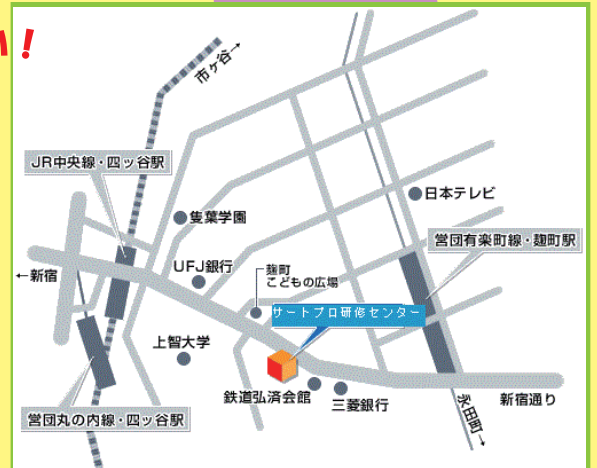 い!
市ヶ谷→
JR中央線・四ッ谷駅
日本テレビ
隻葉学園
営団有楽町線・麹町駅
UFJ銀行
麹町
こどもの広場
←新宿
サートプロ研修センター
上智大学
鉄道弘済会館
三菱銀行
新宿通り
永田町→
営団丸の内線・四ッ谷駅